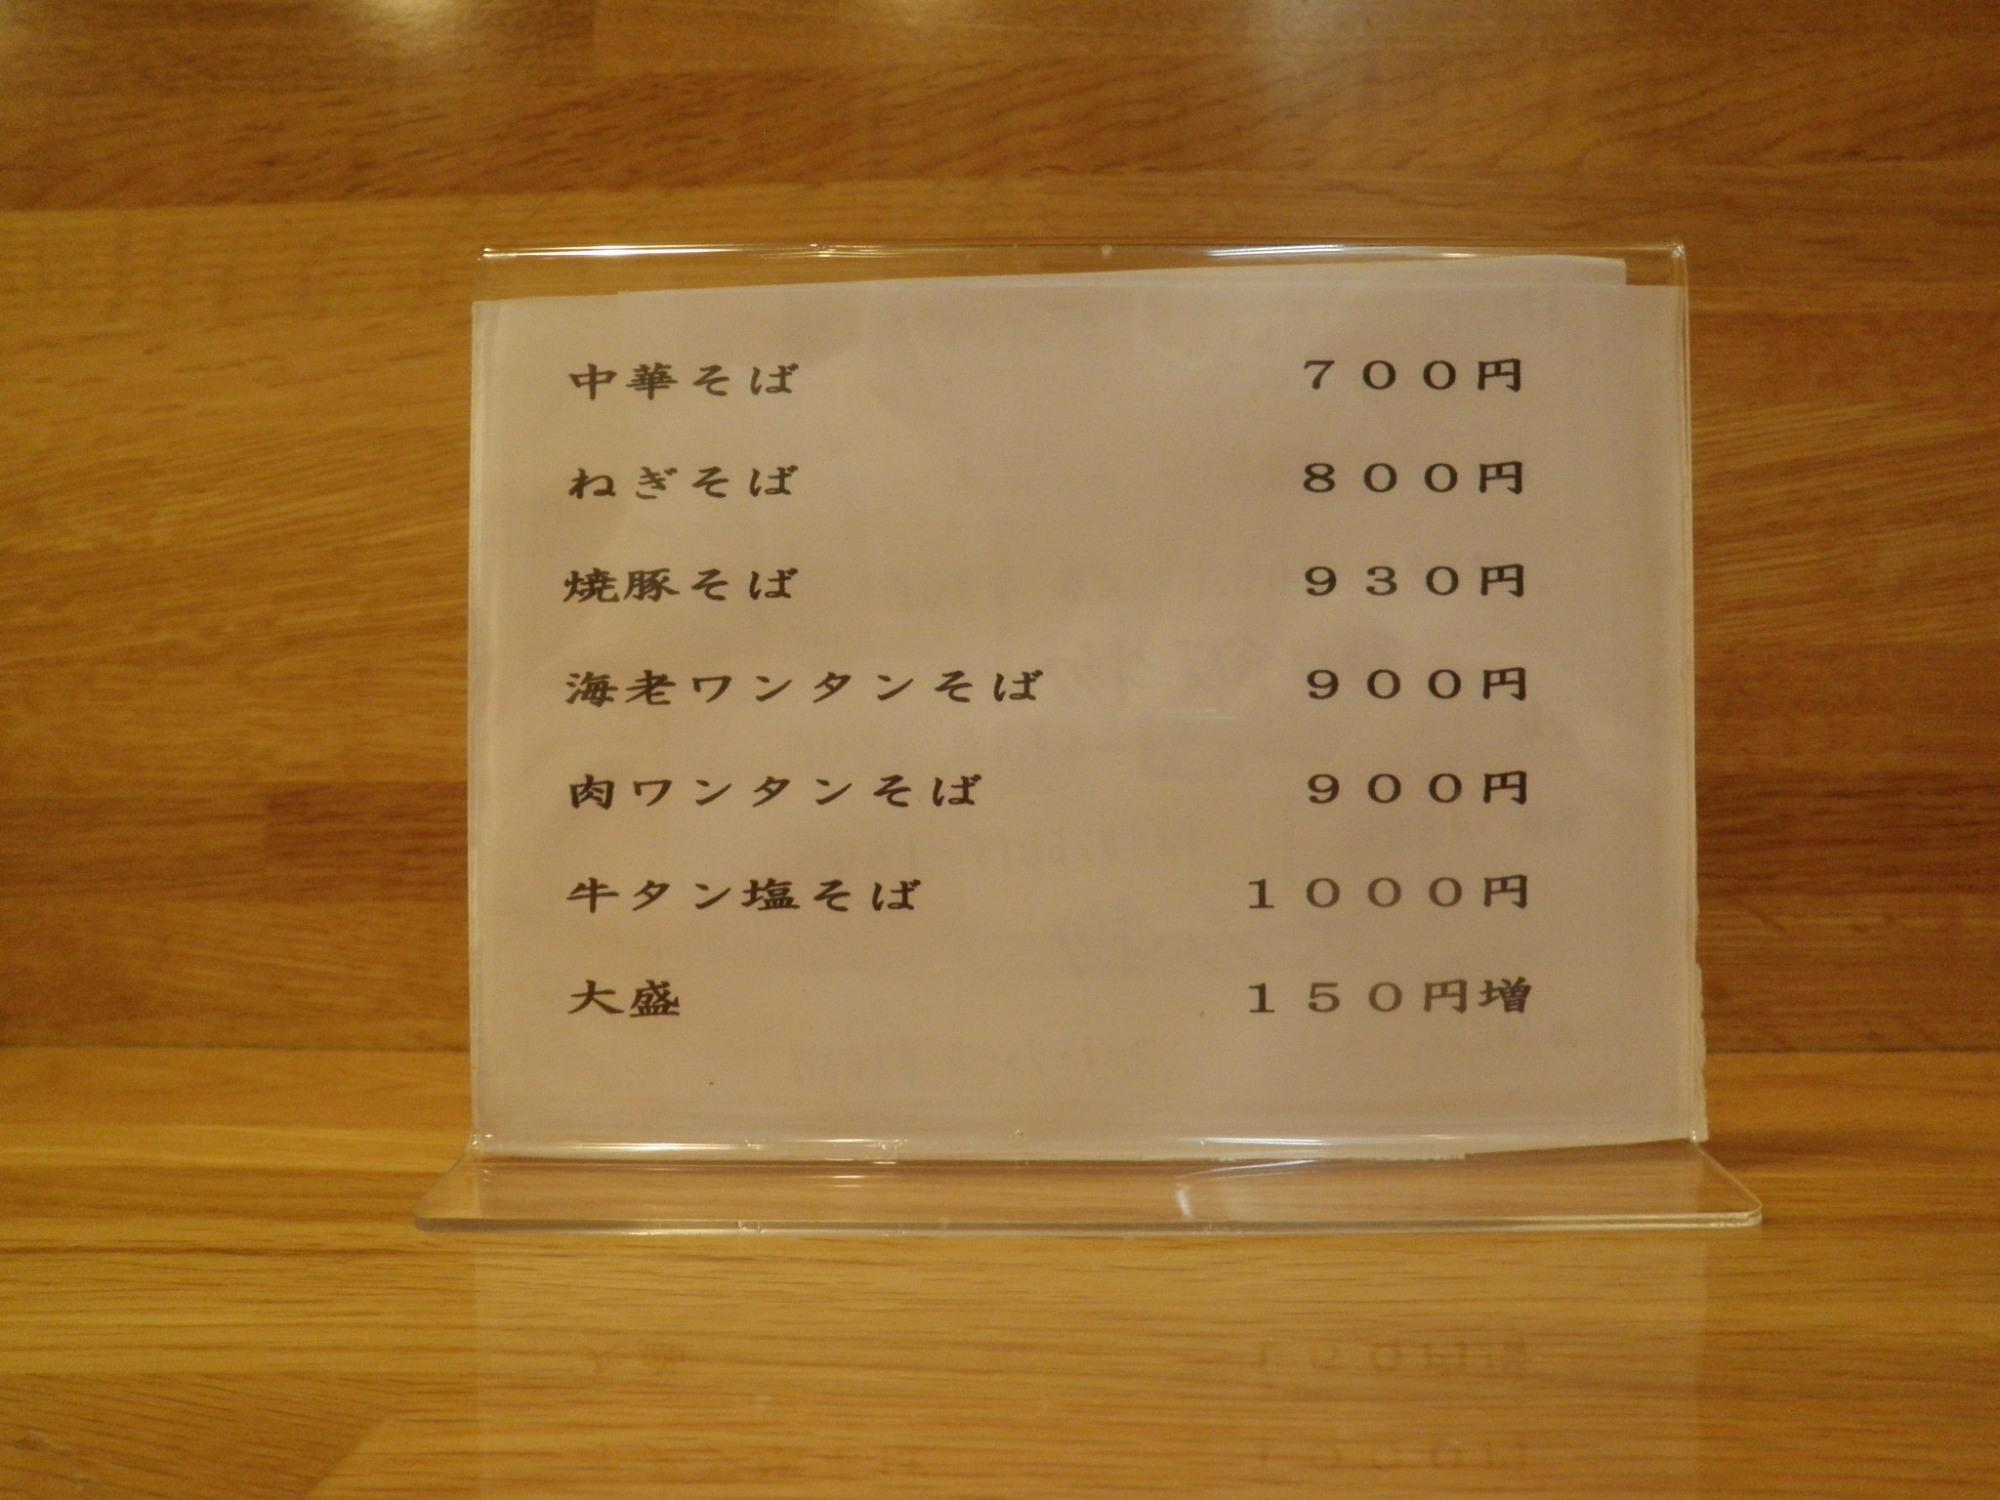 中華そば ７００円
ねぎそば ８００円
焼豚そば ９３０円
海老ワンタンそば ９００円
肉ワンタンそば ９００円
牛タン塩そば １０００円
大盛 １５０円増